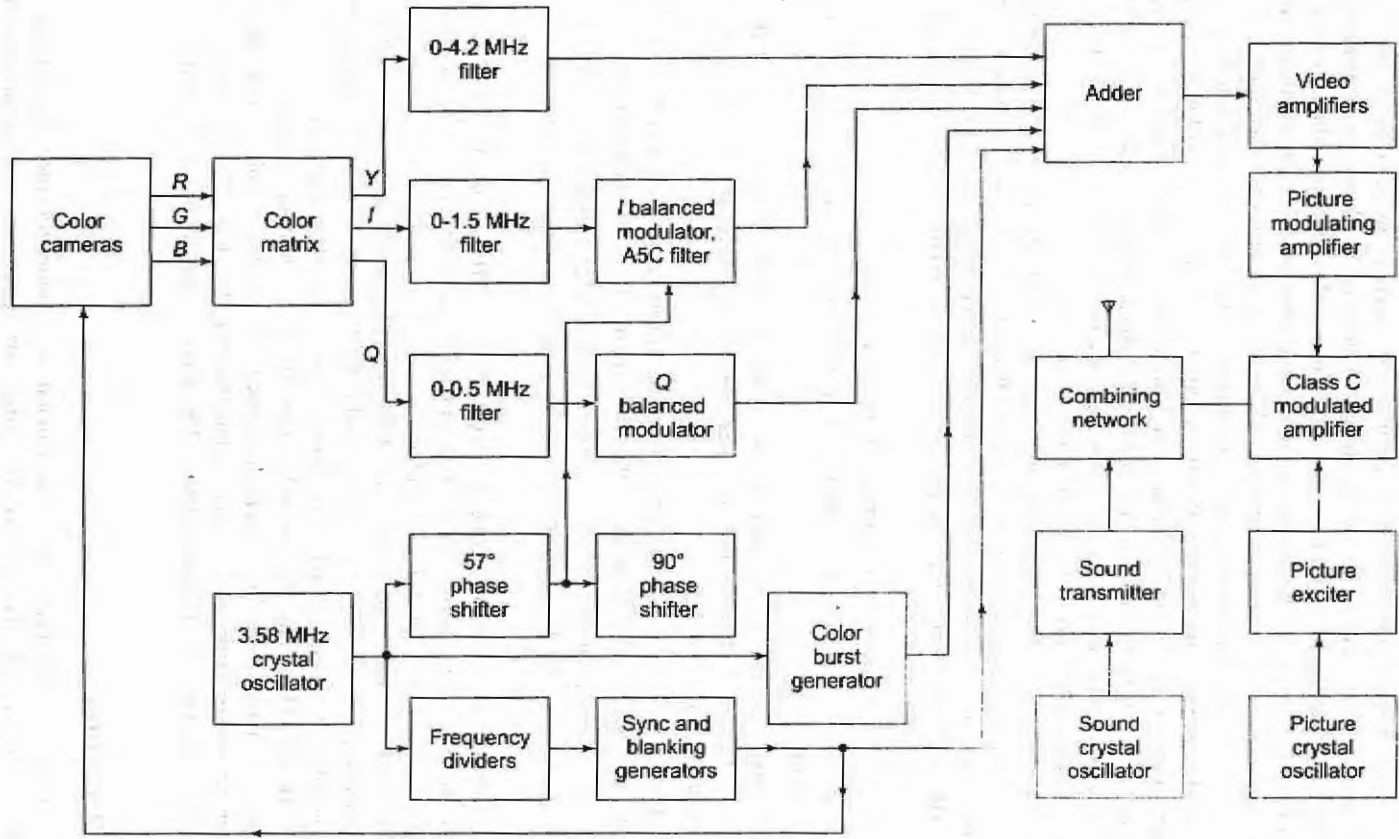 0-4.2 MHz
filter
Adder
Video
amplifiers
Color
cameras
R
G
B
Color
matrix
Y
I
Q
0-1.5 MHz
filter
I balanced
modulator,
A5C filter
Picture
modulating
amplifier
0-0.5 MHz
filter
Q
balanced
modulator
Combining
network
Class C
modulated
amplifier
57°
phase
shifter
90°
phase
shifter
Sound
transmitter
Picture
exciter
3.58 MHz
crystal
oscillator
Color
burst
generator
Frequency
dividers
Sync and
blanking
generators
Sound
crystal
oscillator
Picture
crystal
oscillator